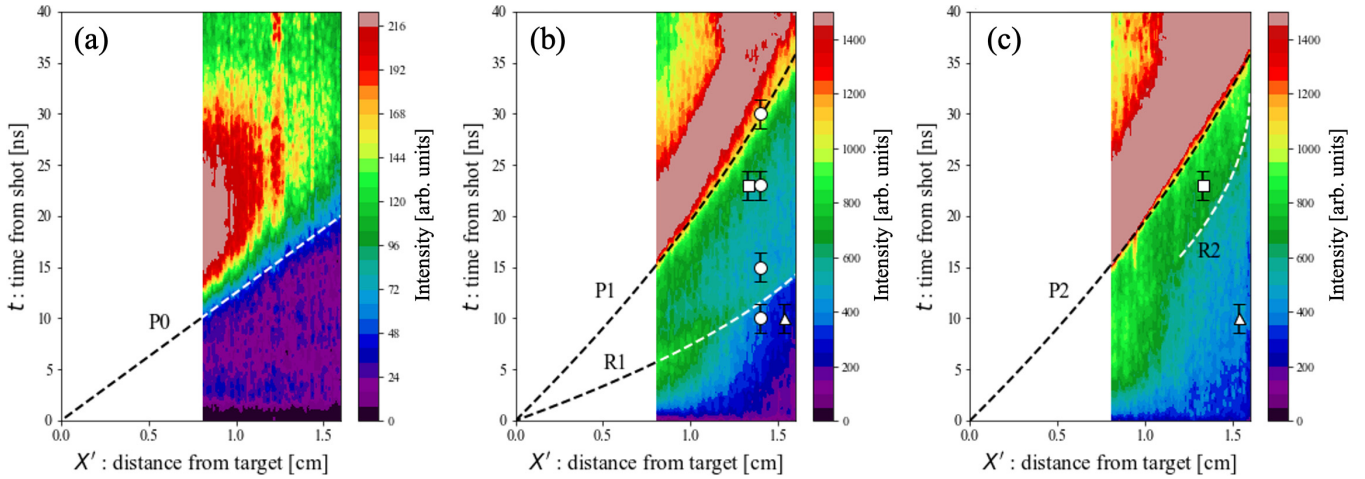 (a)
40
35
30
25
20
15
10
5
0
t : time from shot [ns]
P0
0.0 0.5 1.0 1.5
X′ : distance from target [cm]
216
192
168
144
120
96
72
48
24
0
Intensity [arb. units]
(b)
40
35
30
25
20
15
10
5
0
t : time from shot [ns]
P1
R1
0.0 0.5 1.0 1.5
X′ : distance from target [cm]
1400
1200
1000
800
600
400
200
0
Intensity [arb. units]
(c)
40
35
30
25
20
15
10
5
0
t : time from shot [ns]
P2
R2
0.0 0.5 1.0 1.5
X′ : distance from target [cm]
1400
1200
1000
800
600
400
200
0
Intensity [arb. units]